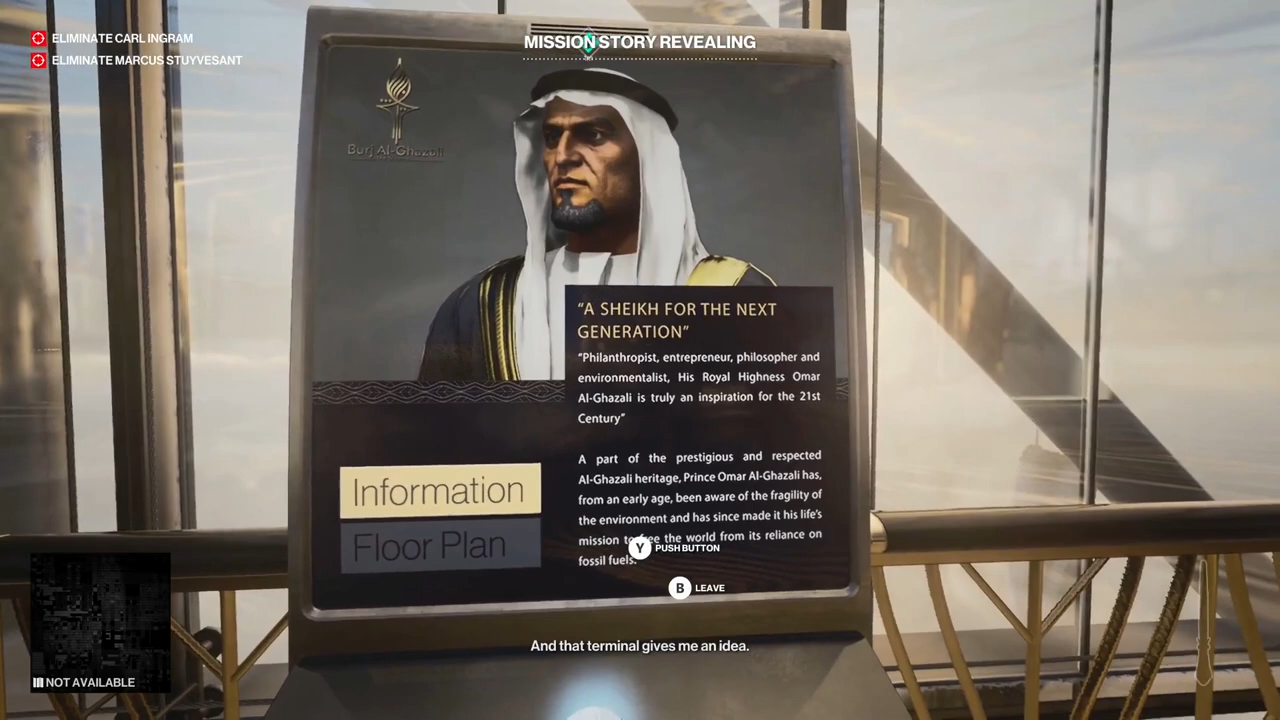 ELIMINATE CARL INGRAM
ELIMINATE MARCUS STUYVESANT
MISSION STORY REVEALING
Burj Al-Ghazali
“A SHEIKH FOR THE NEXT
GENERATION”
“Philanthropist, entrepreneur, philosopher and
environmentalist, His Royal Highness Omar
Al-Ghazali is truly an inspiration for the 21st
Century”
A part of the prestigious and respected
Al-Ghazali heritage, Prince Omar Al-Ghazali has,
from an early age, been aware of the fragility of
the environment and has since made it his life’s
mission to free the world from its reliance on
fossil fuels.
Information
Floor Plan
Y PUSH BUTTON
B LEAVE
And that terminal gives me an idea.
NOT AVAILABLE